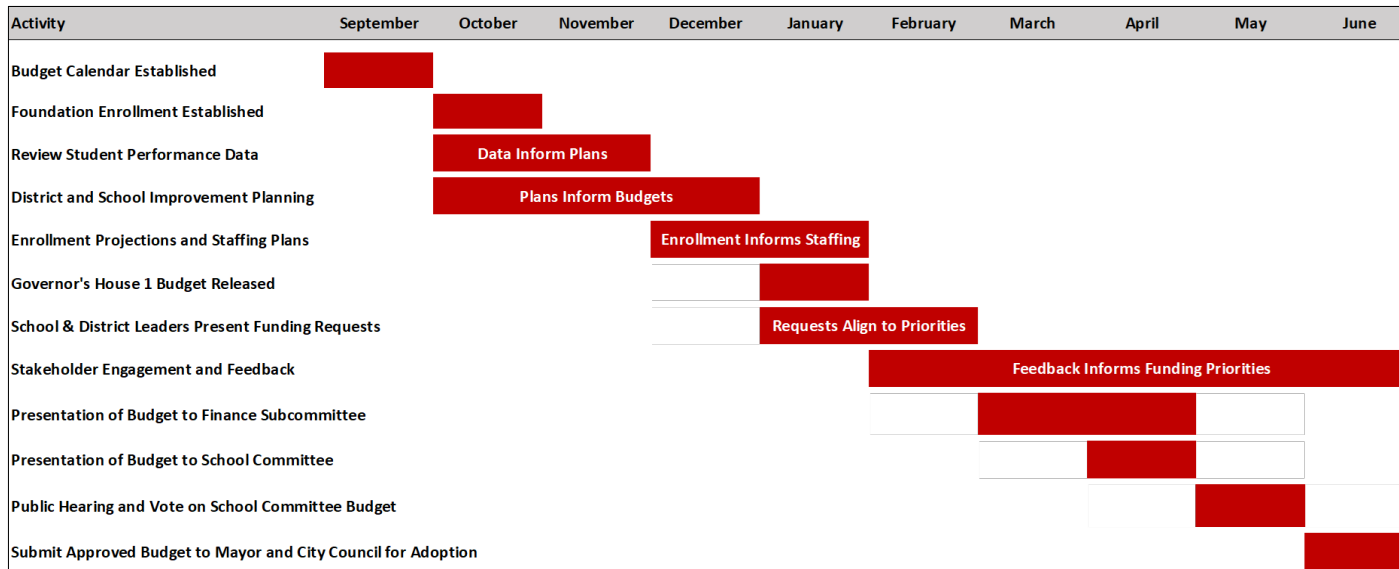 Activity September October November December January February March April May June
Budget Calendar Established
Foundation Enrollment Established
Review Student Performance Data Data Inform Plans
District and School Improvement Planning Plans Inform Budgets
Enrollment Projections and Staffing Plans Enrollment Informs Staffing
Governor's House 1 Budget Released
School & District Leaders Present Funding Requests Requests Align to Priorities
Stakeholder Engagement and Feedback Feedback Informs Funding Priorities
Presentation of Budget to Finance Subcommittee
Presentation of Budget to School Committee
Public Hearing and Vote on School Committee Budget
Submit Approved Budget to Mayor and City Council for Adoption